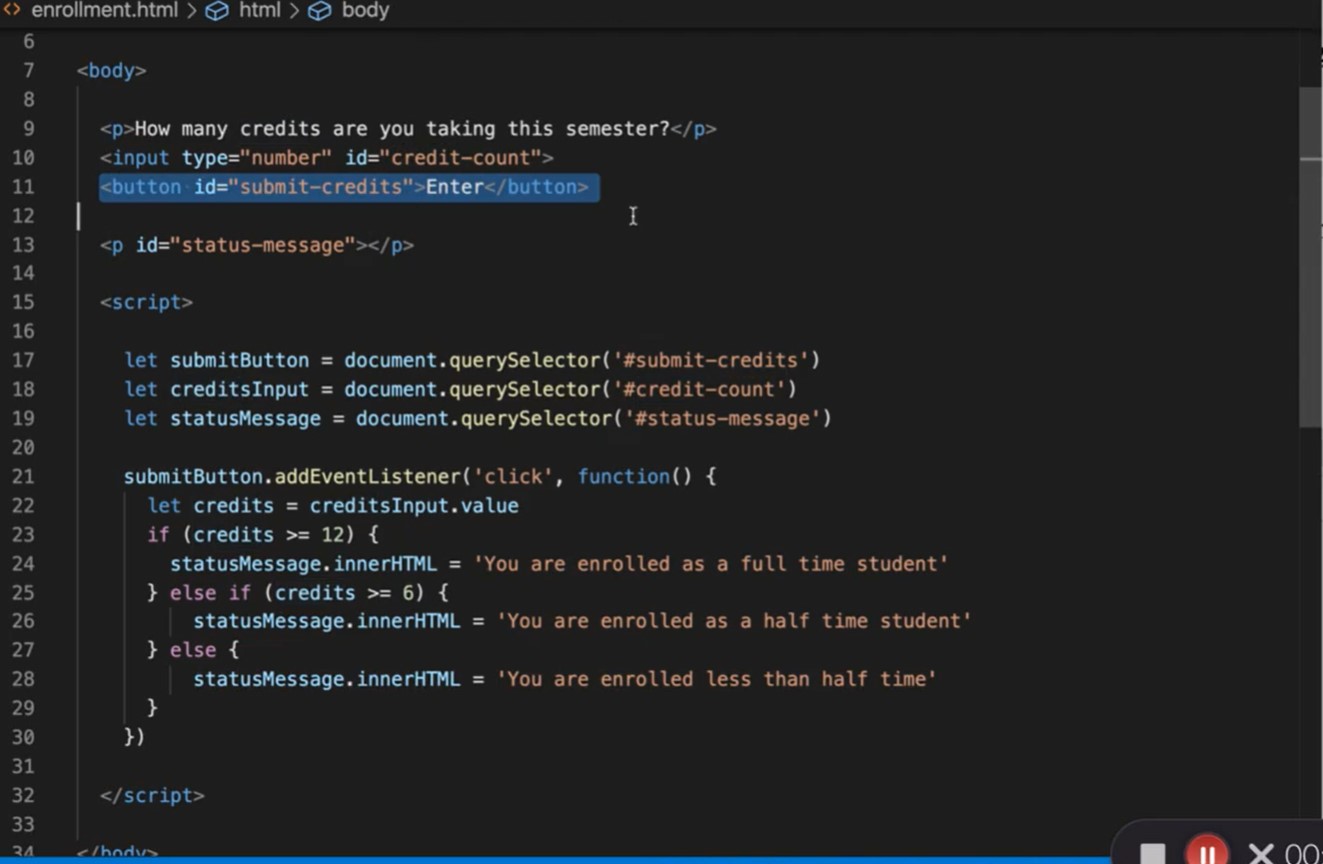 enrollment.html > html > body
6
7 <body>
8
9 <p>How many credits are you taking this semester?</p>
10 <input type="number" id="credit-count">
11 <button id="submit-credits">Enter</button>
12
13 <p id="status-message"></p>
14
15 <script>
16
17 let submitButton = document.querySelector('#submit-credits')
18 let creditsInput = document.querySelector('#credit-count')
19 let statusMessage = document.querySelector('#status-message')
20
21 submitButton.addEventListener('click', function() {
22 let credits = creditsInput.value
23 if (credits >= 12) {
24 statusMessage.innerHTML = 'You are enrolled as a full time student'
25 } else if (credits >= 6) {
26 statusMessage.innerHTML = 'You are enrolled as a half time student'
27 } else {
28 statusMessage.innerHTML = 'You are enrolled less than half time'
29 }
30 })
31
32 </script>
33
34 </body>
00: